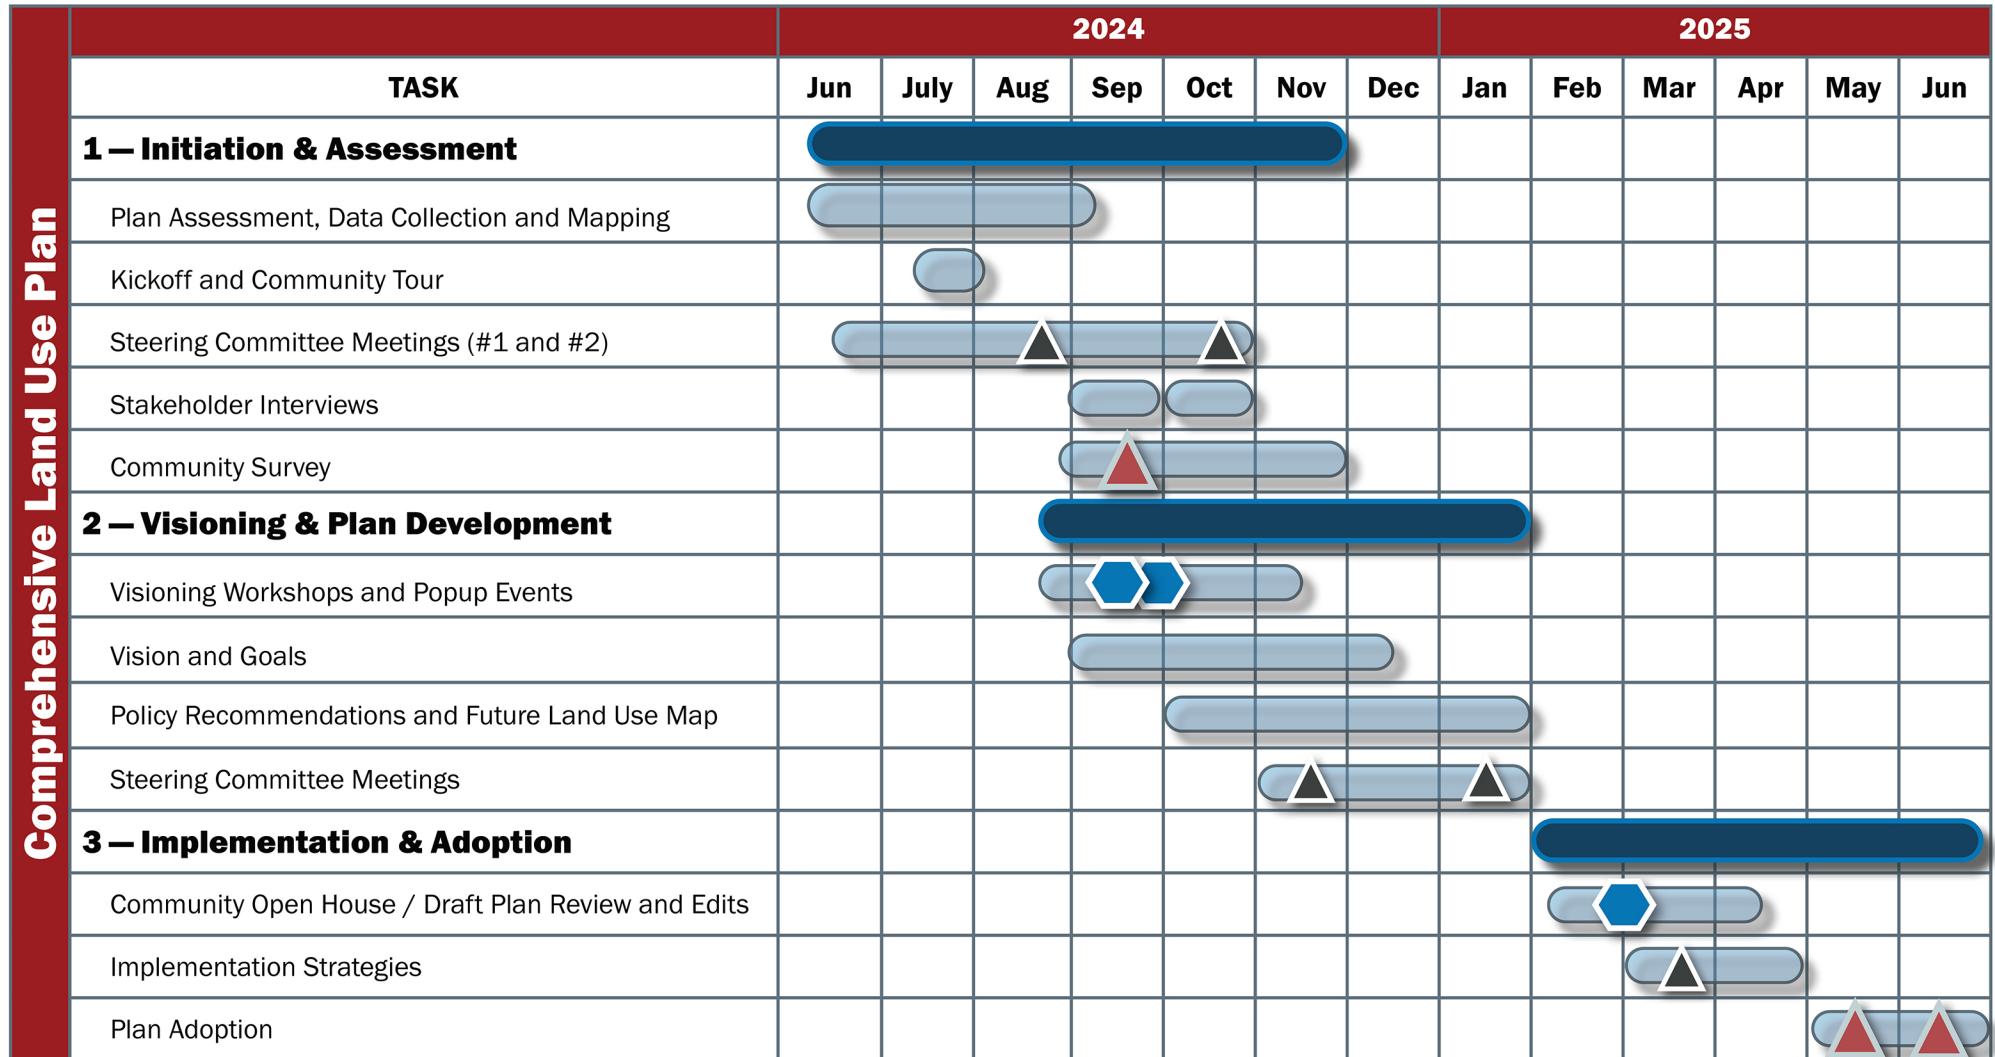 Comprehensive Land Use Plan
2024 2025
TASK Jun July Aug Sep Oct Nov Dec Jan Feb Mar Apr May Jun
1 — Initiation & Assessment
Plan Assessment, Data Collection and Mapping
Kickoff and Community Tour
Steering Committee Meetings (#1 and #2)
Stakeholder Interviews
Community Survey
2 — Visioning & Plan Development
Visioning Workshops and Popup Events
Vision and Goals
Policy Recommendations and Future Land Use Map
Steering Committee Meetings
3 — Implementation & Adoption
Community Open House / Draft Plan Review and Edits
Implementation Strategies
Plan Adoption